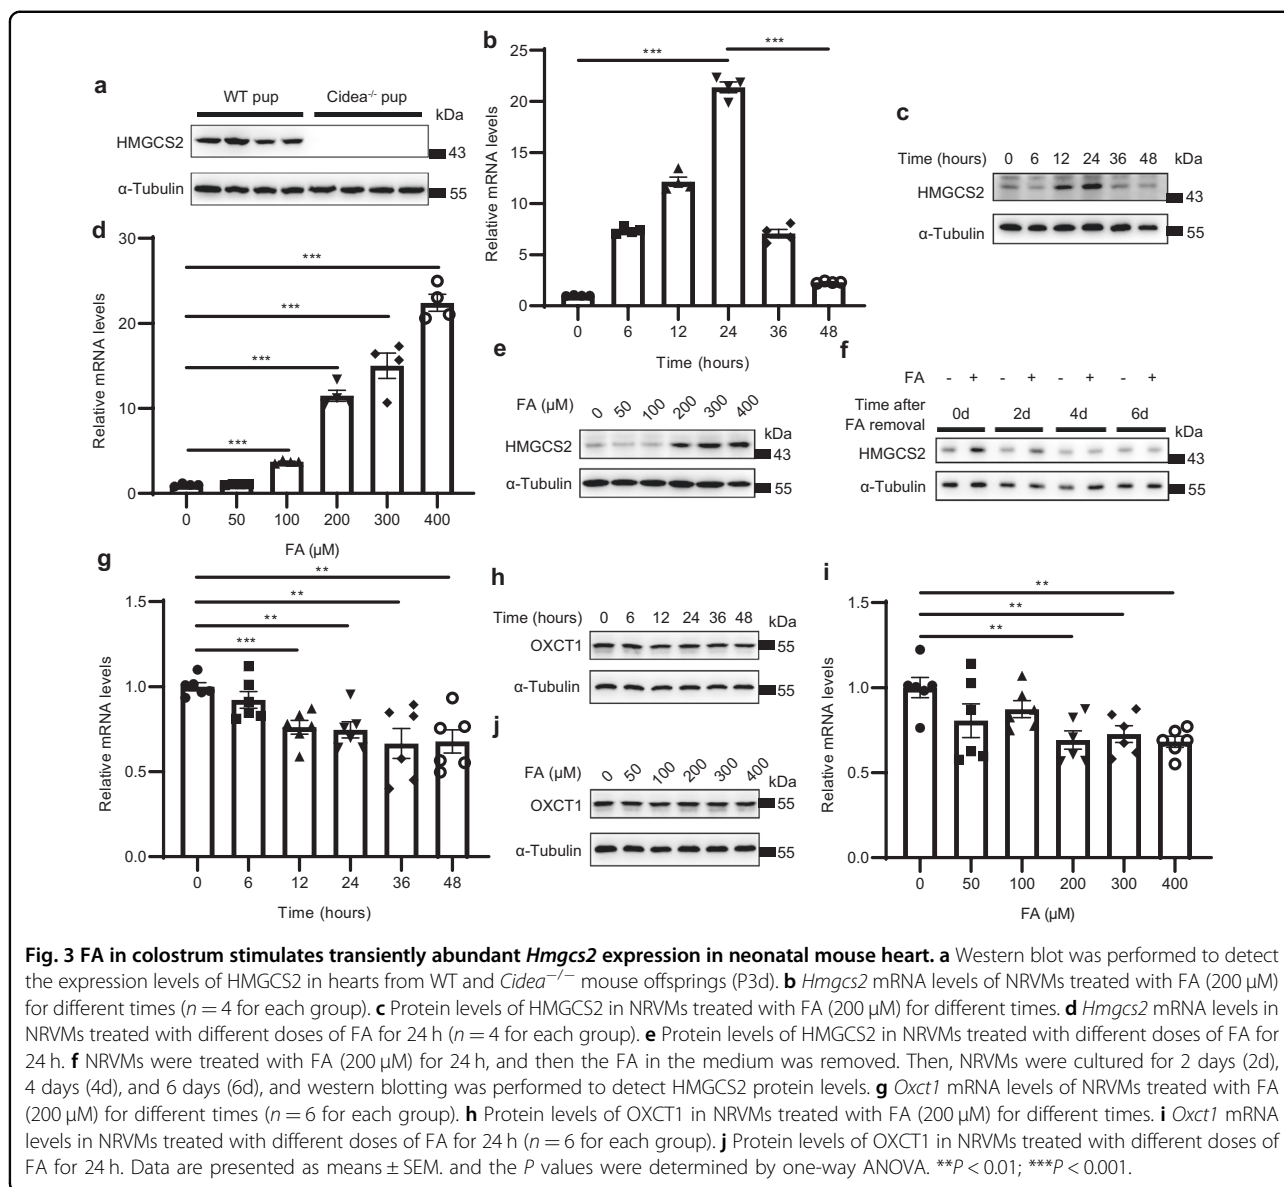 a
WT pup Cidea-/- pup
kDa
HMGCS2
43
α-Tubulin
55
b
*** ***
Relative mRNA levels
25
20
15
10
5
0
0 6 12 24 36 48
Time (hours)
c
Time (hours) 0 6 12 24 36 48 kDa
HMGCS2
43
α-Tubulin
55
d
Relative mRNA levels
30
20
10
0
***
***
***
***
0 50 100 200 300 400
FA (µM)
e
FA (µM) 0 50 100 200 300 400
kDa
HMGCS2
43
α-Tubulin
55
f
FA - + - + - + - +
Time after
FA removal
0d 2d 4d 6d
kDa
HMGCS2
43
α-Tubulin
55
g
Relative mRNA levels
1.5
1.0
0.5
0.0
**
**
**
***
0 6 12 24 36 48
Time (hours)
h
Time (hours) 0 6 12 24 36 48 kDa
OXCT1
55
α-Tubulin
55
i
Relative mRNA levels
1.5
1.0
0.5
0.0
**
**
**
0 50 100 200 300 400
FA (µM)
j
FA (µM) 0 50 100 200 300 400
kDa
OXCT1
55
α-Tubulin
55
Fig. 3 FA in colostrum stimulates transiently abundant Hmgcs2 expression in neonatal mouse heart. a Western blot was performed to detect
the expression levels of HMGCS2 in hearts from WT and Cidea−/− mouse offsprings (P3d). b Hmgcs2 mRNA levels of NRVMs treated with FA (200 µM)
for different times (n = 4 for each group). c Protein levels of HMGCS2 in NRVMs treated with FA (200 µM) for different times. d Hmgcs2 mRNA levels in
NRVMs treated with different doses of FA for 24 h (n = 4 for each group). e Protein levels of HMGCS2 in NRVMs treated with different doses of FA for
24 h. f NRVMs were treated with FA (200 µM) for 24 h, and then the FA in the medium was removed. Then, NRVMs were cultured for 2 days (2d),
4 days (4d), and 6 days (6d), and western blotting was performed to detect HMGCS2 protein levels. g Oxct1 mRNA levels of NRVMs treated with FA
(200 µM) for different times (n = 6 for each group). h Protein levels of OXCT1 in NRVMs treated with FA (200 µM) for different times. i Oxct1 mRNA
levels in NRVMs treated with different doses of FA for 24 h (n = 6 for each group). j Protein levels of OXCT1 in NRVMs treated with different doses of
FA for 24 h. Data are presented as means ± SEM. and the P values were determined by one-way ANOVA. **P < 0.01; ***P < 0.001.